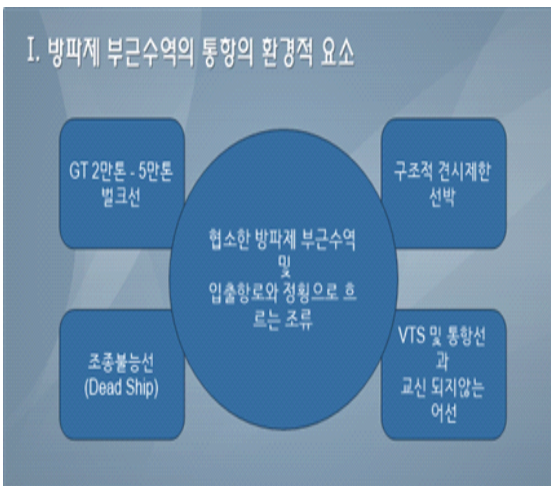 I. 방파제 부근수역의 통항의 환경적 요소
GT 2만톤 - 5만톤
벌크선
구조적 견시제한
선박
협소한 방파제 부근수역
및
입출항로와 정횡으로 흐
르는 조류
조종불능선
(Dead Ship)
VTS 및 통항선
과
교신 되지않는
어선